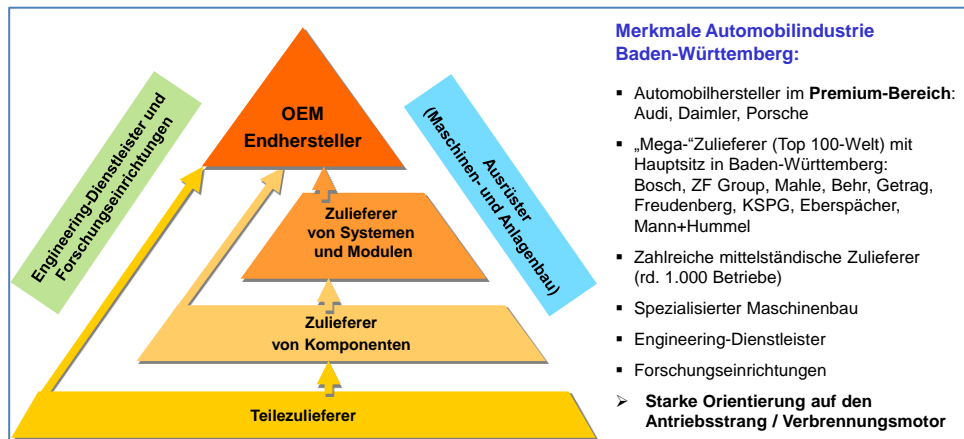 Engineering-Dienstleister und
Forschungseinrichtungen
OEM
Endhersteller
Ausrüster
(Maschinen- und Anlagenbau)
Zulieferer
von Systemen
und Modulen
Zulieferer
von Komponenten
Teilezulieferer
Merkmale Automobilindustrie
Baden-Württemberg:
▪ Automobilhersteller im Premium-Bereich:
Audi, Daimler, Porsche
▪ „Mega-“Zulieferer (Top 100-Welt) mit
Hauptsitz in Baden-Württemberg:
Bosch, ZF Group, Mahle, Behr, Getrag,
Freudenberg, KSPG, Eberspächer,
Mann+Hummel
▪ Zahlreiche mittelständische Zulieferer
(rd. 1.000 Betriebe)
▪ Spezialisierter Maschinenbau
▪ Engineering-Dienstleister
▪ Forschungseinrichtungen
➢ Starke Orientierung auf den
Antriebsstrang / Verbrennungsmotor